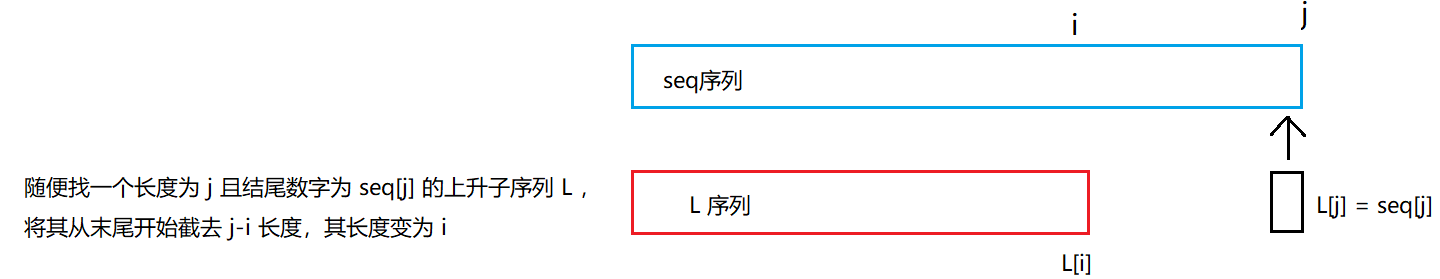 i
j
seq序列
随便找一个长度为 j 且结尾数字为 seq[j] 的上升子序列 L ，
将其从末尾开始截去 j-i 长度，其长度变为 i
L 序列
L[j] = seq[j]
L[i]